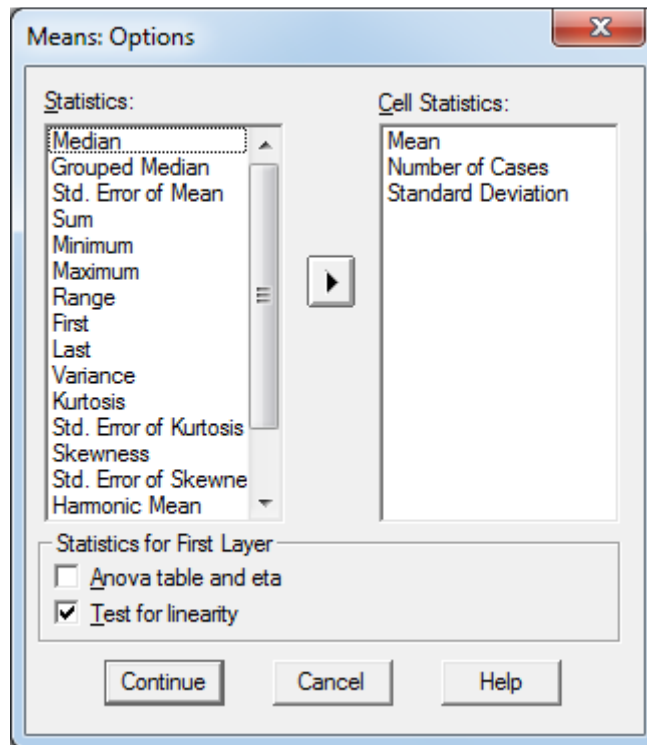 Means: Options
Statistics:
Median
Grouped Median
Std. Error of Mean
Sum
Minimum
Maximum
Range
First
Last
Variance
Kurtosis
Std. Error of Kurtosis
Skewness
Std. Error of Skewne
Harmonic Mean
Cell Statistics:
Mean
Number of Cases
Standard Deviation
Statistics for First Layer
Anova table and eta
Test for linearity
Continue Cancel Help